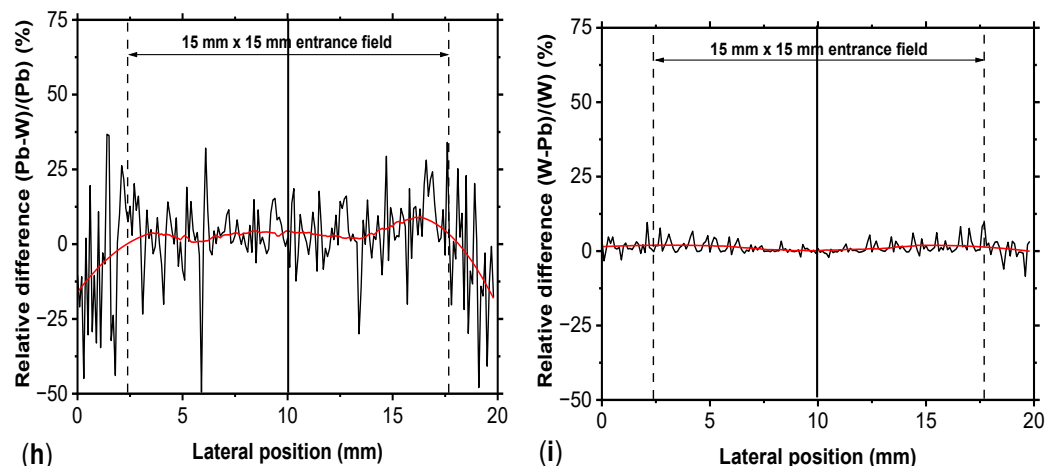 Relative difference (Pb-W)/(Pb) (%)
75
50
25
0
−25
−50
15 mm x 15 mm entrance field
0
5
10
15
20
(h)
Lateral position (mm)
Relative difference (W-Pb)/(W) (%)
75
50
25
0
−25
−50
15 mm x 15 mm entrance field
0
5
10
15
20
(i)
Lateral position (mm)